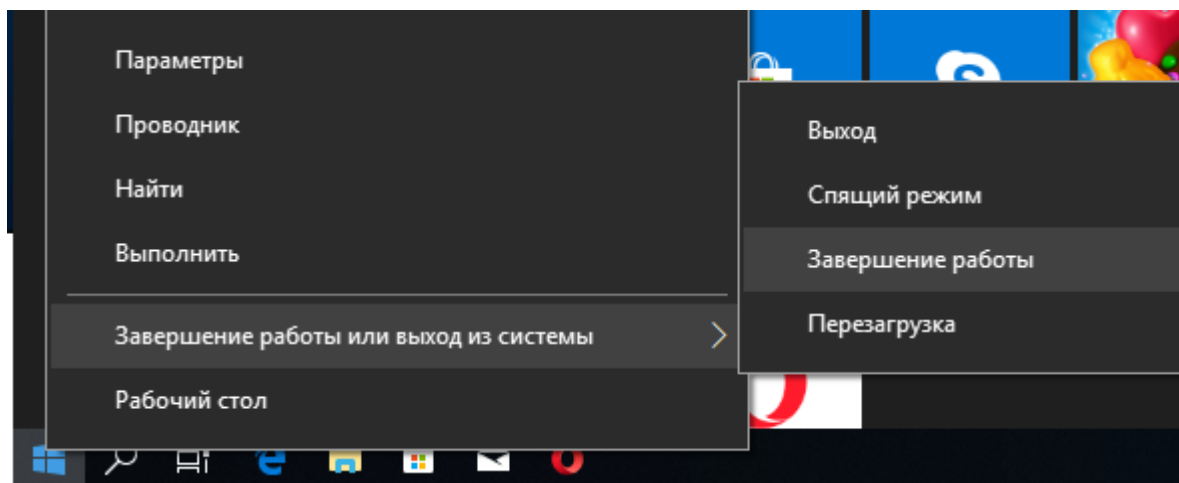 Параметры
Проводник
Найти
Выполнить
Завершение работы или выход из системы
Рабочий стол
Выход
Спящий режим
Завершение работы
Перезагрузка